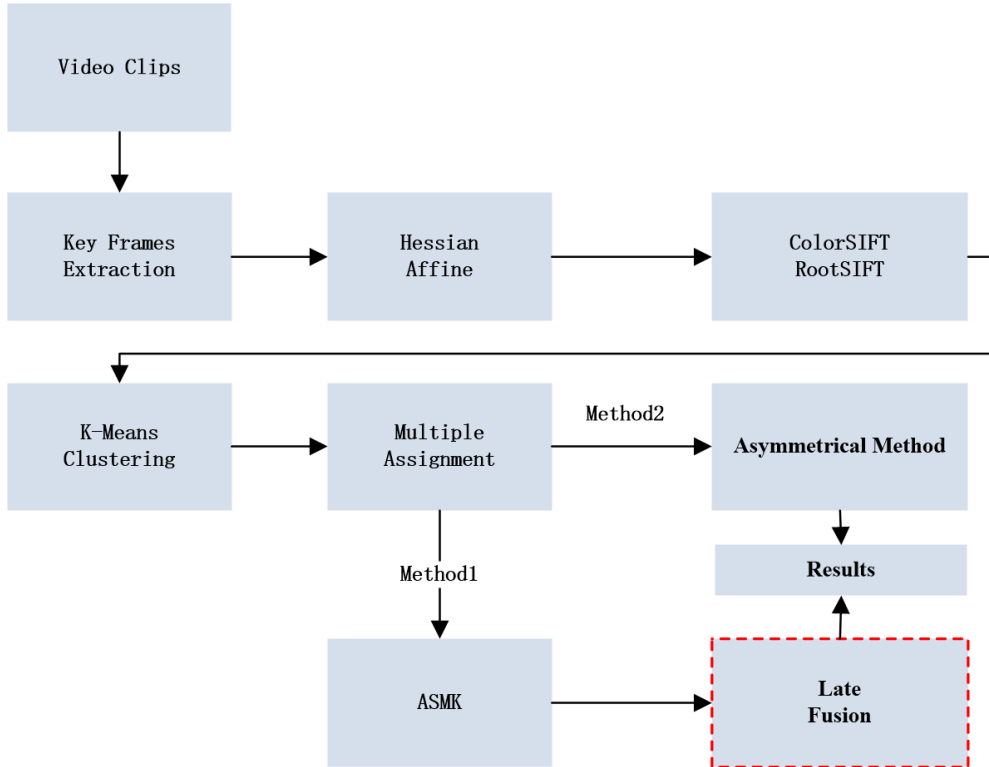 Video Clips
Key Frames
Extraction
Hessian
Affine
ColorSIFT
RootSIFT
K-Means
Clustering
Multiple
Assignment
Method2
Asymmetrical Method
Method1
Results
ASMK
Late
Fusion